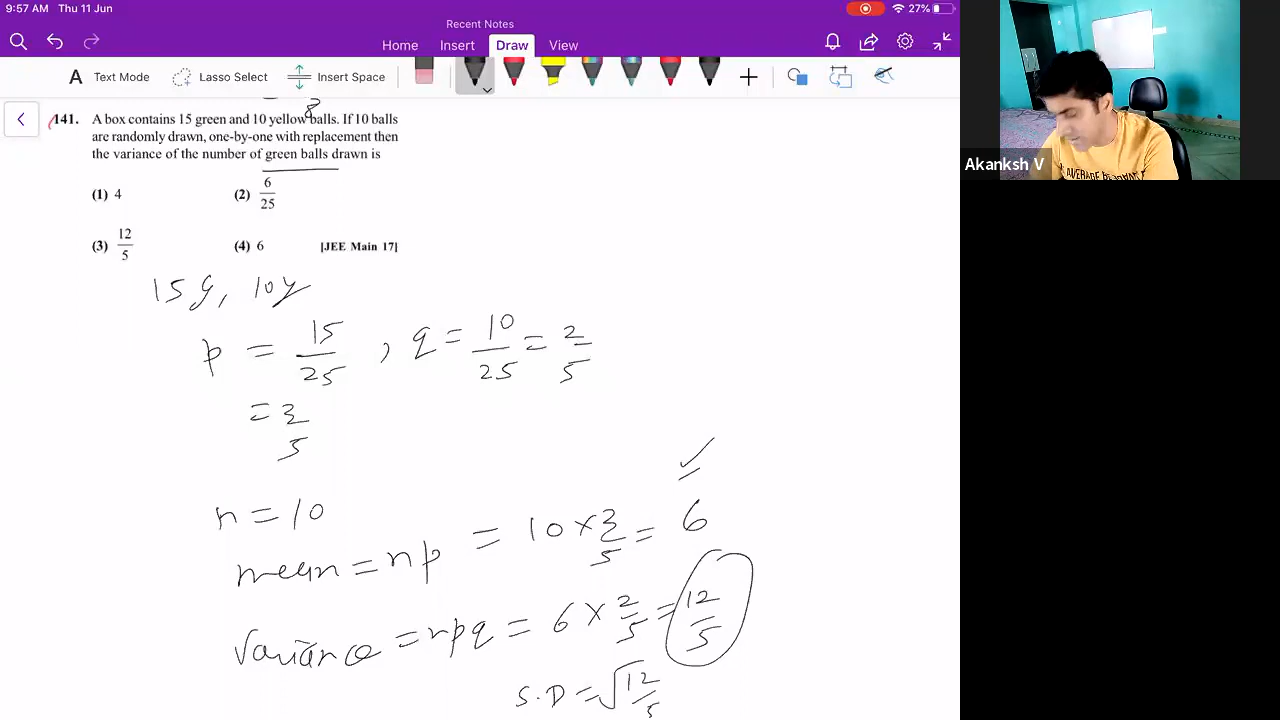 9:57 AM Thu 11 Jun
27%
Recent Notes
Home Insert Draw View
A Text Mode Lasso Select Insert Space
8
141. A box contains 15 green and 10 yellow balls. If 10 balls
are randomly drawn, one-by-one with replacement then
the variance of the number of green balls drawn is
(1) 4 (2) 6/25
(3) 12/5 (4) 6 [JEE Main 17]
15 g, 10y
p = 15/25 , q = 10/25 = 2/5
= 3/5
n = 10
mean = np = 10 × 3/5 = 6
Variance = npq = 6 × 2/5 = 12/5
S.D = √12/5
Akanksh V